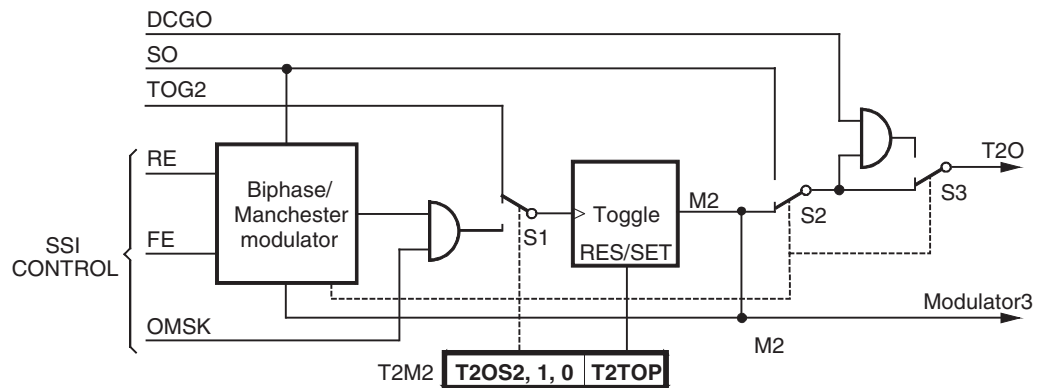 DCGO
SO
TOG2
RE
FE
SSI
CONTROL
OMSK
Biphase/
Manchester
modulator
S1
Toggle
RES/SET
M2
S2
S3
T2O
Modulator3
M2
T2M2
T2OS2, 1, 0
T2TOP